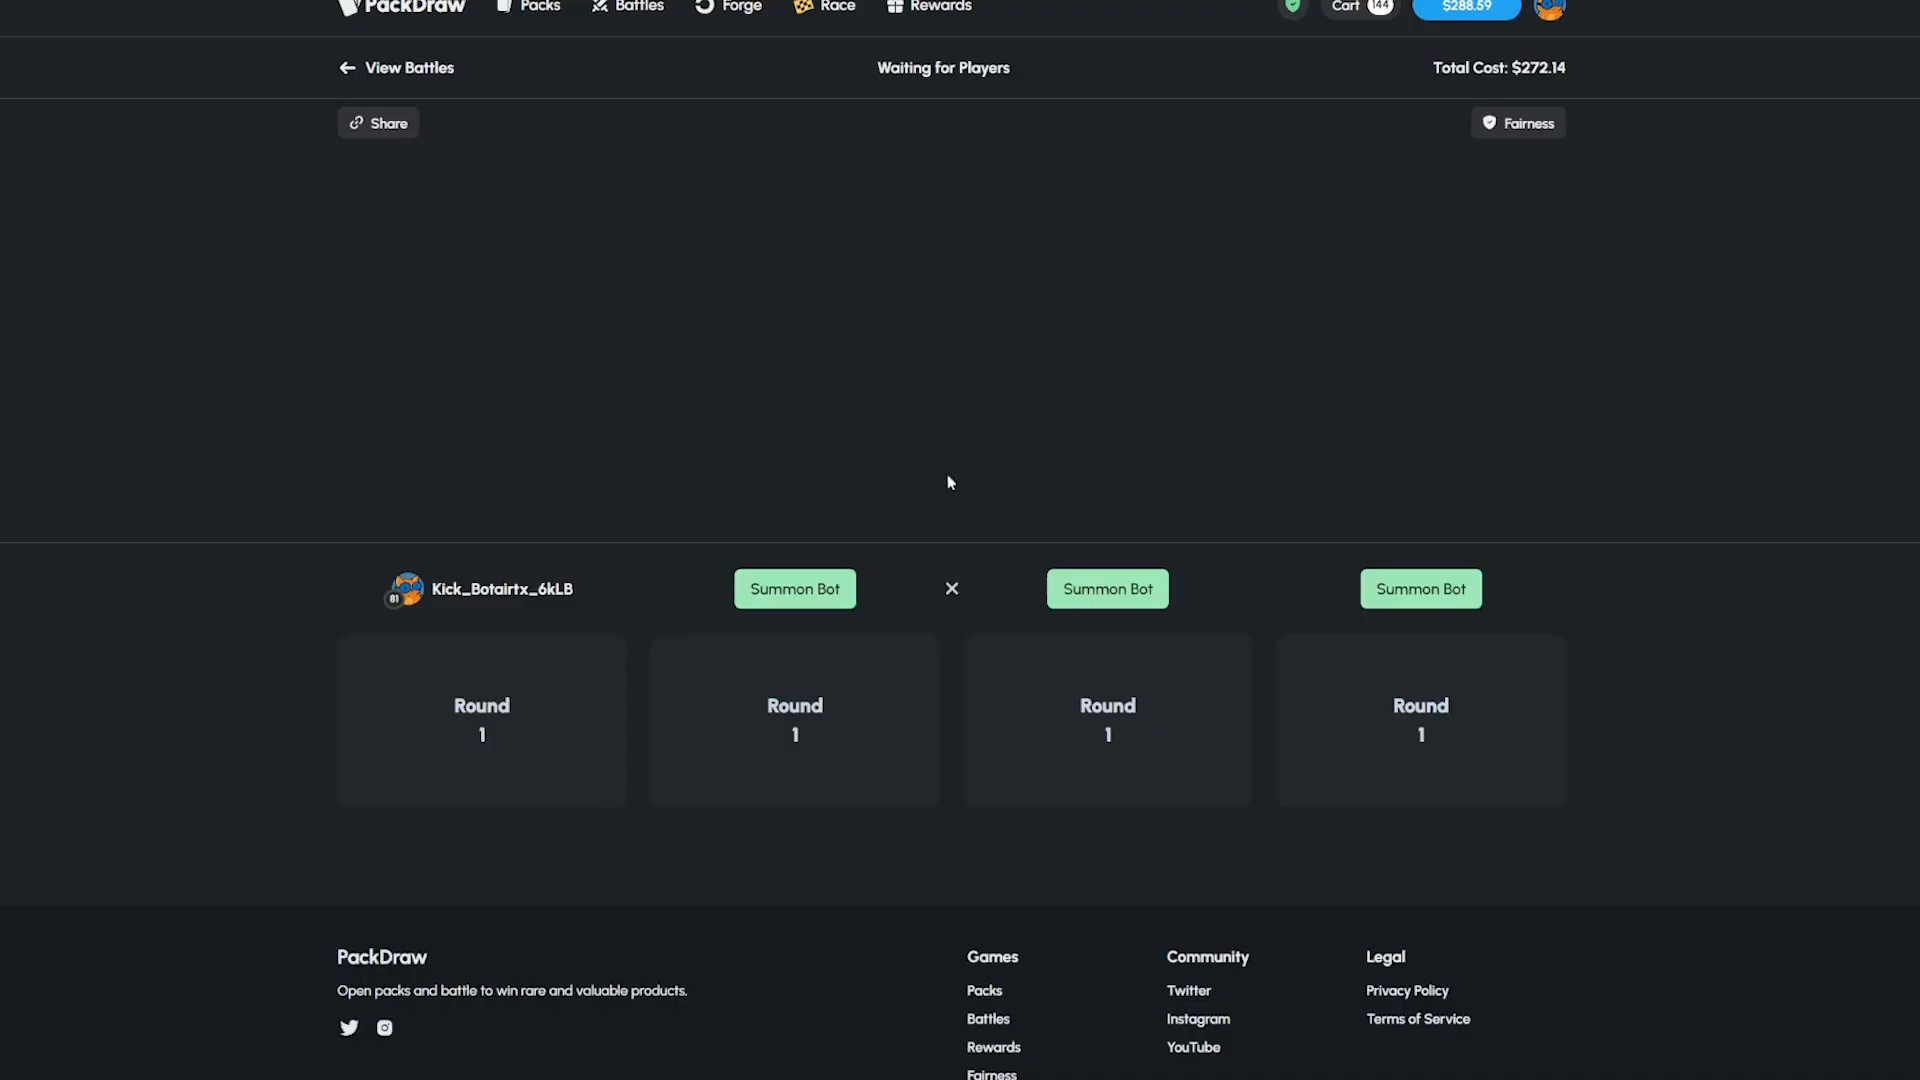 PackDraw Packs Battles Forge Race Rewards Cart 144 $288.59
View Battles Waiting for Players Total Cost: $272.14
Share Fairness
81 Kick_Botairtx_6kLB Summon Bot Summon Bot Summon Bot
Round Round Round Round
1 1 1 1
PackDraw Games Community Legal
Open packs and battle to win rare and valuable products. Packs Twitter Privacy Policy
Battles Instagram Terms of Service
Rewards YouTube
Fairness